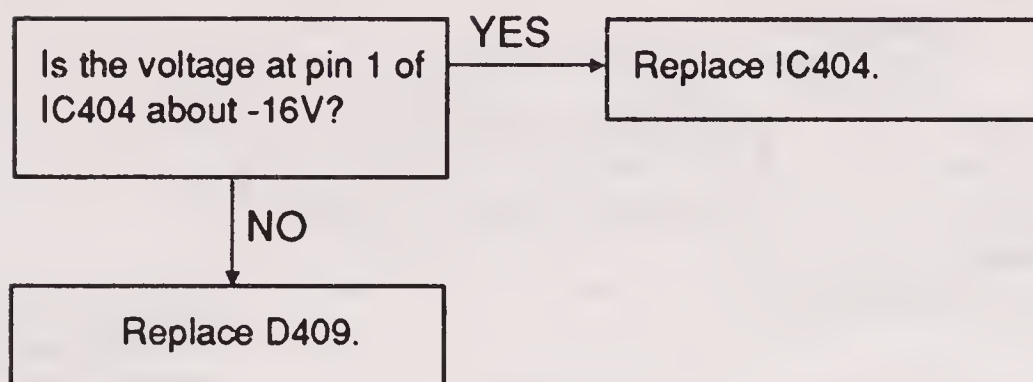 Is the voltage at pin 1 of
IC404 about -16V?
YES
Replace IC404.
NO
Replace D409.